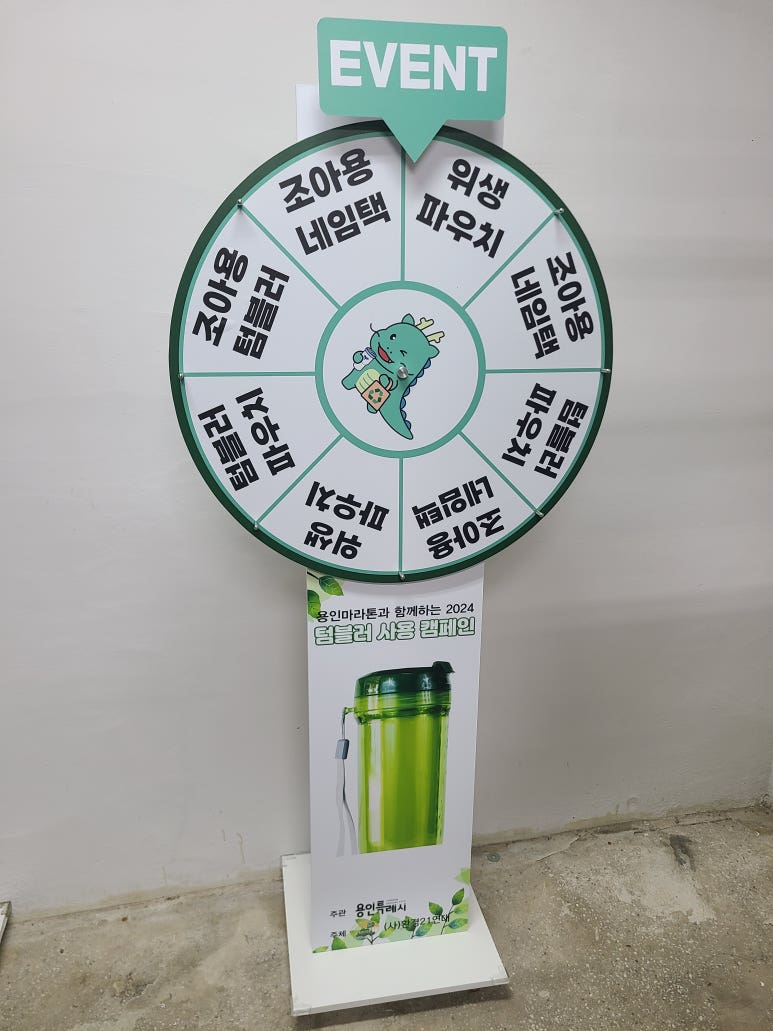 EVENT
위생
파우치
조아용
네임택
텀블러
파우치
조아용
네임택
위생
파우치
텀블러
파우치
조아용
텀블러
조아용
네임택
용인마라톤과 함께하는 2024
텀블러 사용 캠페인
주관 용인특례시
주체 (사)환경21연대